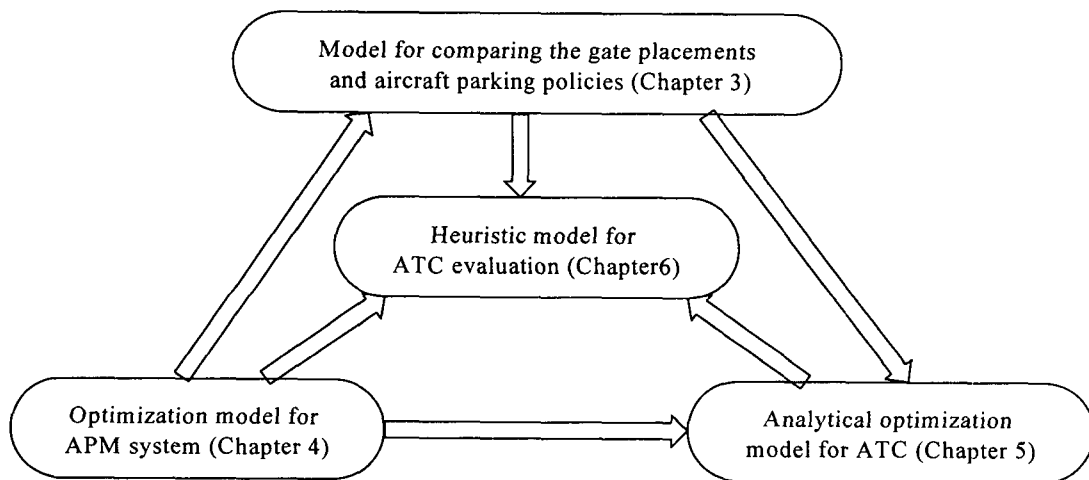 Model for comparing the gate placements
and aircraft parking policies (Chapter 3)
Heuristic model for
ATC evaluation (Chapter6)
Optimization model for
APM system (Chapter 4)
Analytical optimization
model for ATC (Chapter 5)